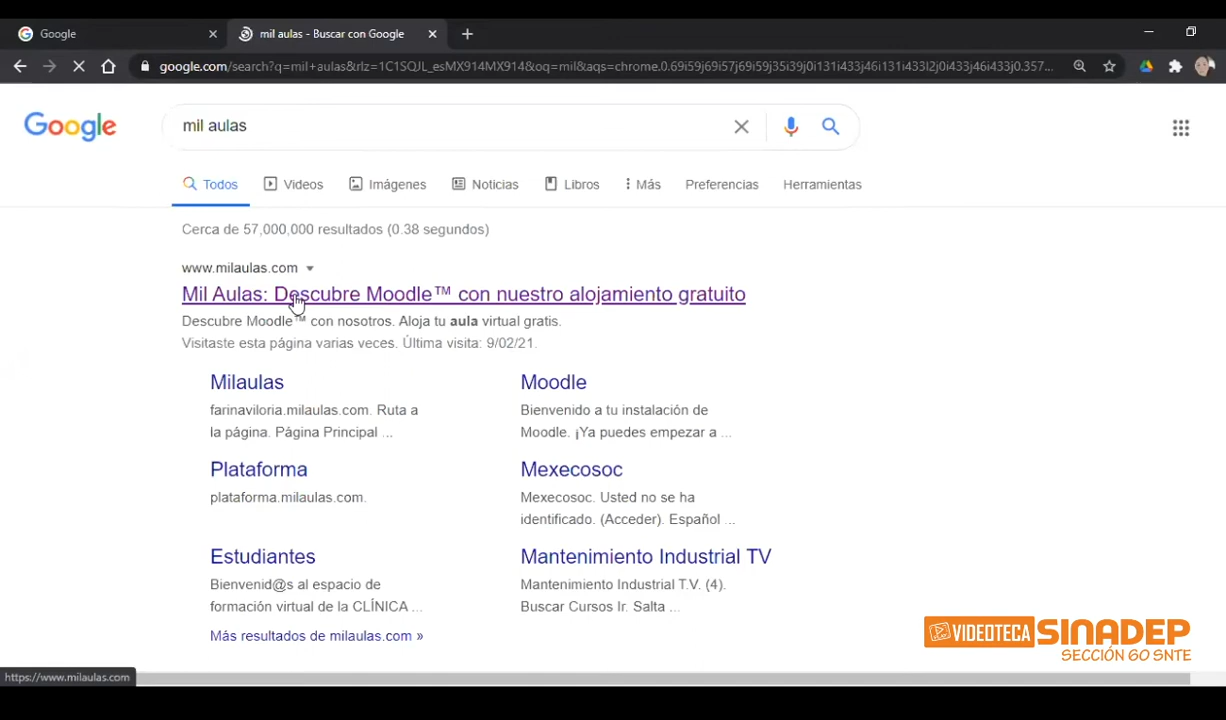 Google
mil aulas - Buscar con Google
google.com/search?q=mil+aulas&rlz=1C1SQJL_esMX914MX914&oq=mil&aqs=chrome.0.69i59j69i57j69i59j35i39j0i131i433j46i131i433l2j0i433j46i433j0.357...
Google
mil aulas
Todos
Videos
Imágenes
Noticias
Libros
Más
Preferencias
Herramientas
Cerca de 57,000,000 resultados (0.38 segundos)
www.milaulas.com
Mil Aulas: Descubre Moodle™ con nuestro alojamiento gratuito
Descubre Moodle™ con nosotros. Aloja tu aula virtual gratis.
Visitaste esta página varias veces. Última visita: 9/02/21.
Milaulas
farinaviloria.milaulas.com. Ruta a
la página. Página Principal ...
Moodle
Bienvenido a tu instalación de
Moodle. ¡Ya puedes empezar a ...
Plataforma
plataforma.milaulas.com.
Mexecosoc
Mexecosoc. Usted no se ha
identificado. (Acceder). Español ...
Estudiantes
Bienvenid@s al espacio de
formación virtual de la CLÍNICA ...
Mantenimiento Industrial TV
Mantenimiento Industrial T.V. (4).
Buscar Cursos Ir. Salta ...
Más resultados de milaulas.com »
VIDEOTECA SINADEP
SECCIÓN 60 SNTE
https://www.milaulas.com